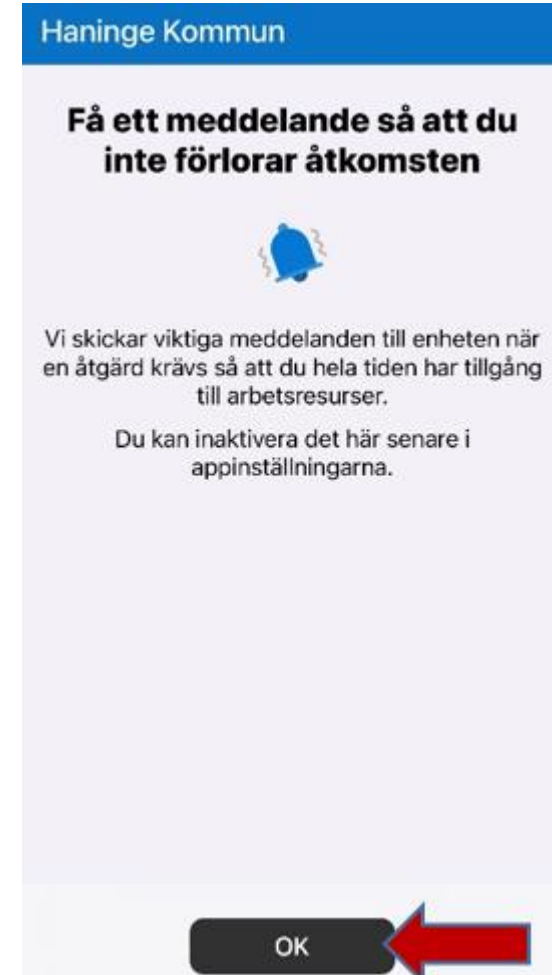 Haninge Kommun
Få ett meddelande så att du
inte förlorar åtkomsten
Vi skickar viktiga meddelanden till enheten när
en åtgärd krävs så att du hela tiden har tillgång
till arbetsresurser.
Du kan inaktivera det här senare i
appinställningarna.
OK